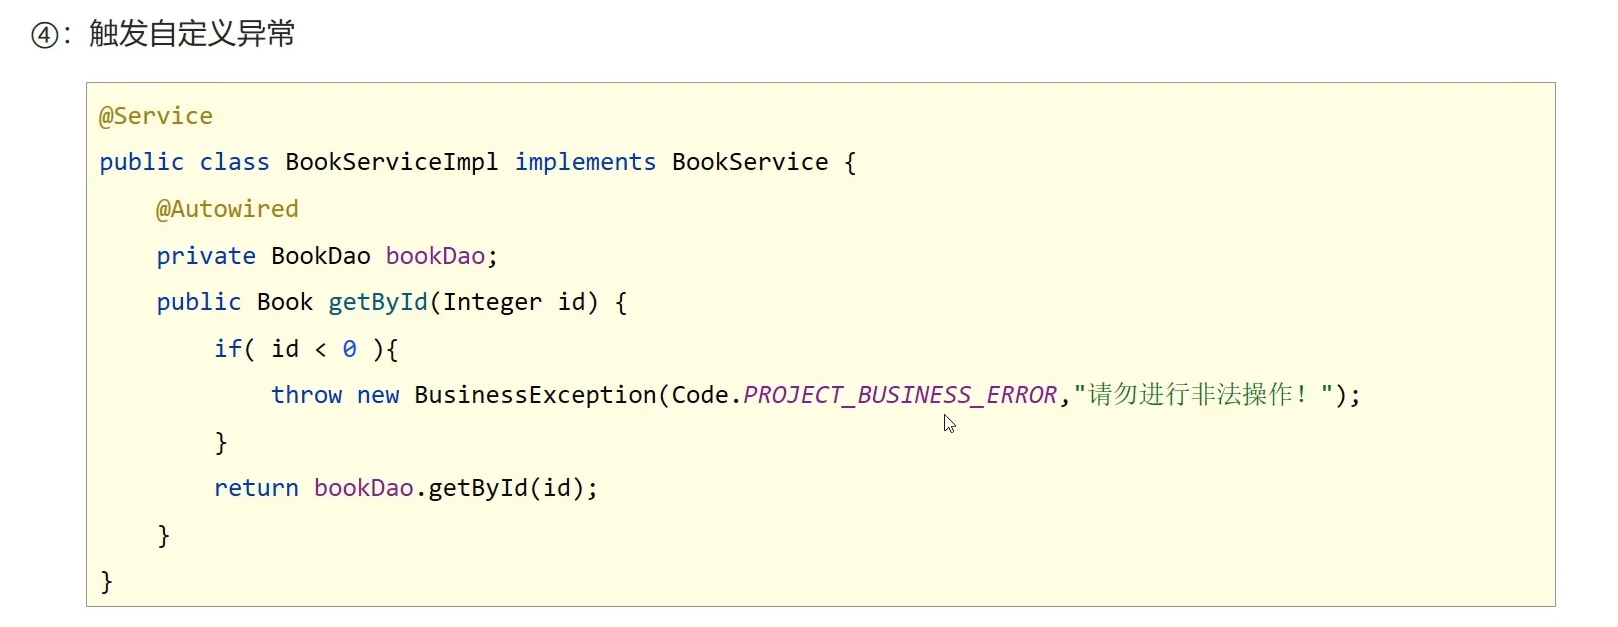 ④：触发自定义异常
@Service
public class BookServiceImpl implements BookService {
@Autowired
private BookDao bookDao;
public Book getById(Integer id) {
if( id < 0 ){
throw new BusinessException(Code.PROJECT_BUSINESS_ERROR,"请勿进行非法操作！");
}
return bookDao.getById(id);
}
}